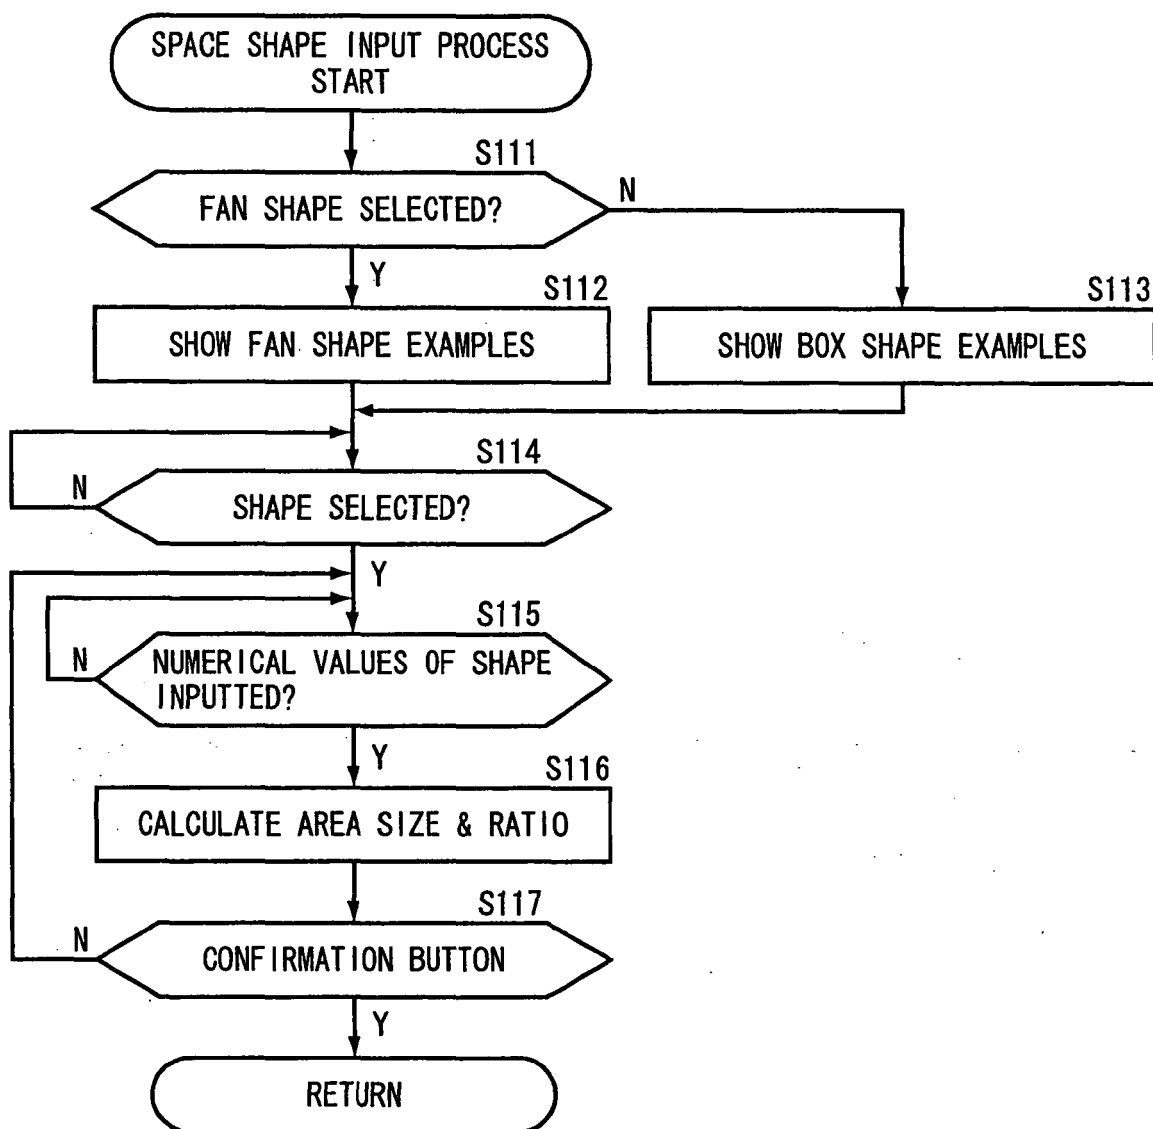 SPACE SHAPE INPUT PROCESS
START
S111
FAN SHAPE SELECTED?
N
Y
S112
SHOW FAN SHAPE EXAMPLES
S113
SHOW BOX SHAPE EXAMPLES
S114
N
SHAPE SELECTED?
Y
S115
N
NUMERICAL VALUES OF SHAPE
INPUTTED?
Y
S116
CALCULATE AREA SIZE & RATIO
S117
N
CONFIRMATION BUTTON
Y
RETURN